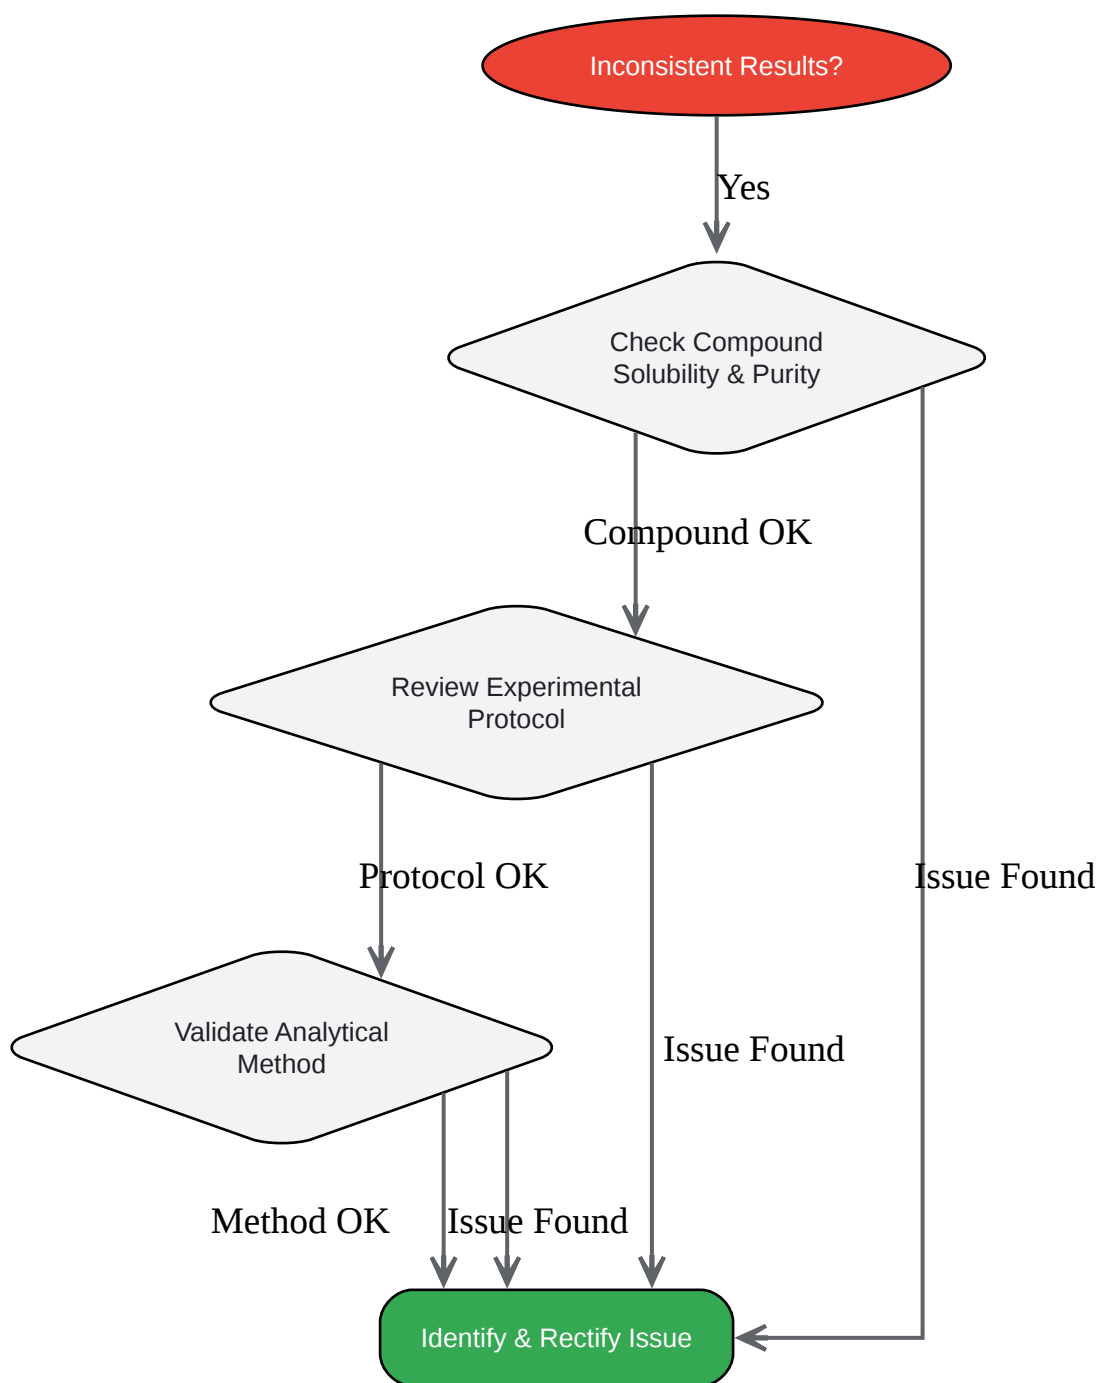 Inconsistent Results?
Yes
Check Compound
Solubility & Purity
Compound OK
Review Experimental
Protocol
Protocol OK
Issue Found
Validate Analytical
Method
Issue Found
Method OK
Issue Found
Identify & Rectify Issue